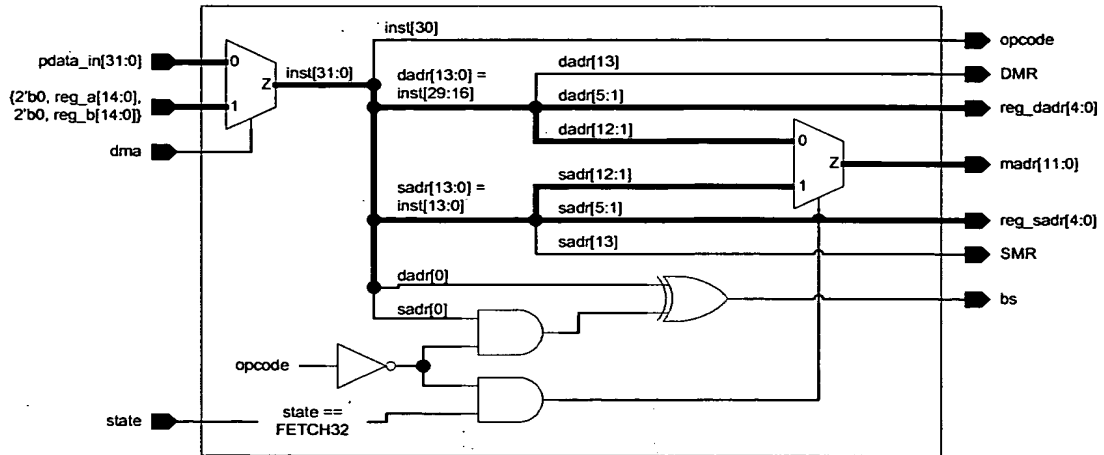 inst[30]
opcode
pdata_in[31:0]
0
Z
inst[31:0]
dadr[13:0] =
inst[29:16]
dadr[13]
DMR
{2'b0, reg_a[14:0],
2'b0, reg_b[14:0]}
1
dadr[5:1]
reg_dadr[4:0]
dma
dadr[12:1]
0
Z
madr[11:0]
sadr[13:0] =
inst[13:0]
sadr[12:1]
1
sadr[5:1]
reg_sadr[4:0]
sadr[13]
SMR
dadr[0]
bs
sadr[0]
opcode
state
state ==
FETCH32